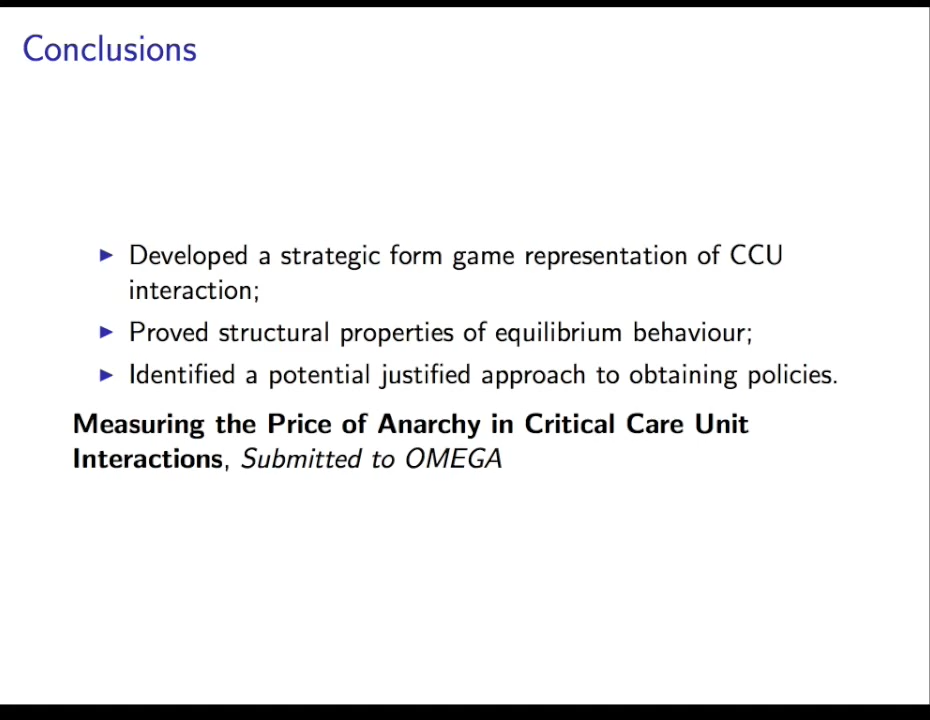 Conclusions
Developed a strategic form game representation of CCU
interaction;
Proved structural properties of equilibrium behaviour;
Identified a potential justified approach to obtaining policies.
Measuring the Price of Anarchy in Critical Care Unit
Interactions, Submitted to OMEGA